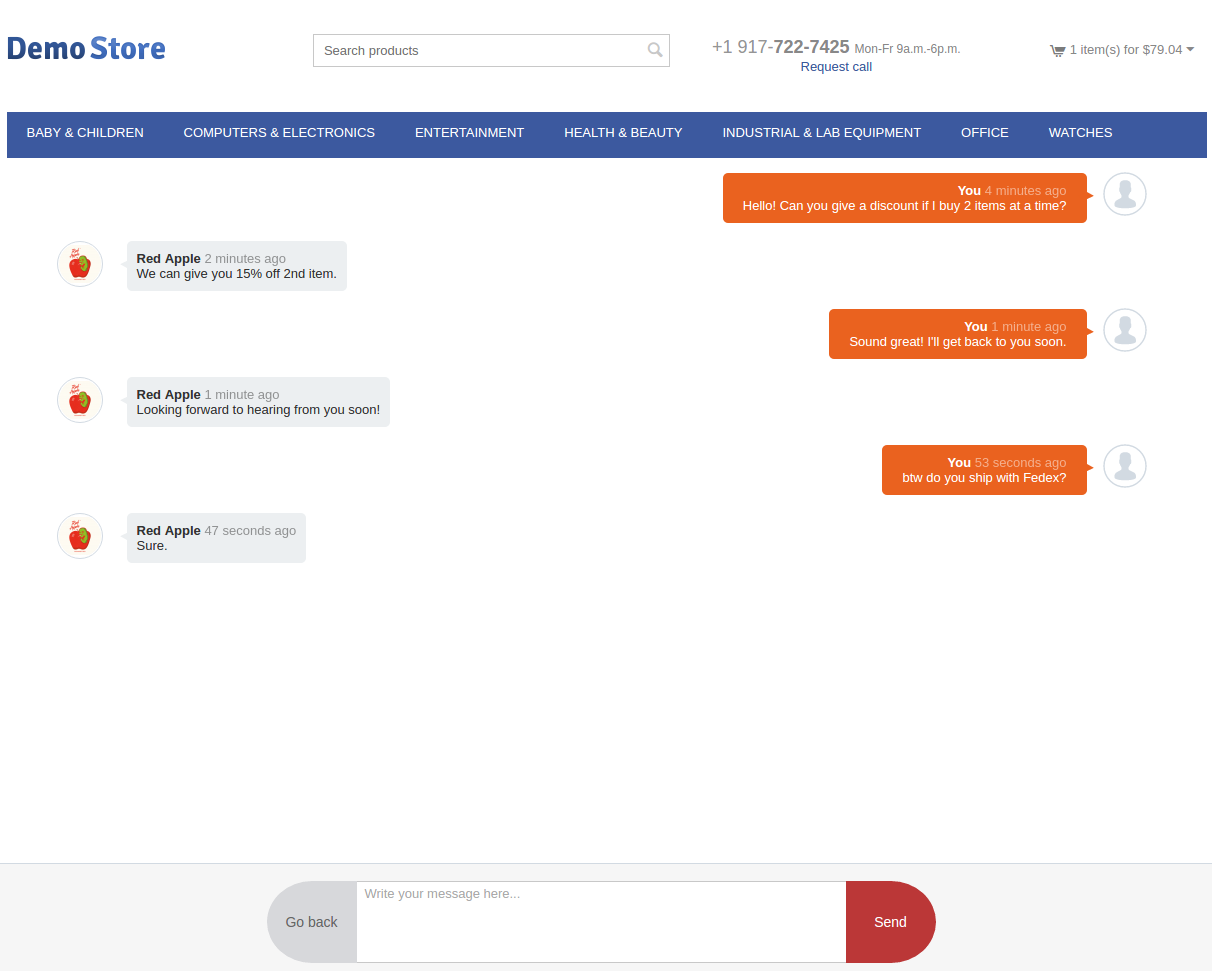 Demo Store
Search products
+1 917-722-7425 Mon-Fr 9a.m.-6p.m.
Request call
1 item(s) for $79.04
BABY & CHILDREN COMPUTERS & ELECTRONICS ENTERTAINMENT HEALTH & BEAUTY INDUSTRIAL & LAB EQUIPMENT OFFICE WATCHES
You 4 minutes ago
Hello! Can you give a discount if I buy 2 items at a time?
Red Apple 2 minutes ago
We can give you 15% off 2nd item.
You 1 minute ago
Sound great! I'll get back to you soon.
Red Apple 1 minute ago
Looking forward to hearing from you soon!
You 53 seconds ago
btw do you ship with Fedex?
Red Apple 47 seconds ago
Sure.
Go back
Write your message here...
Send